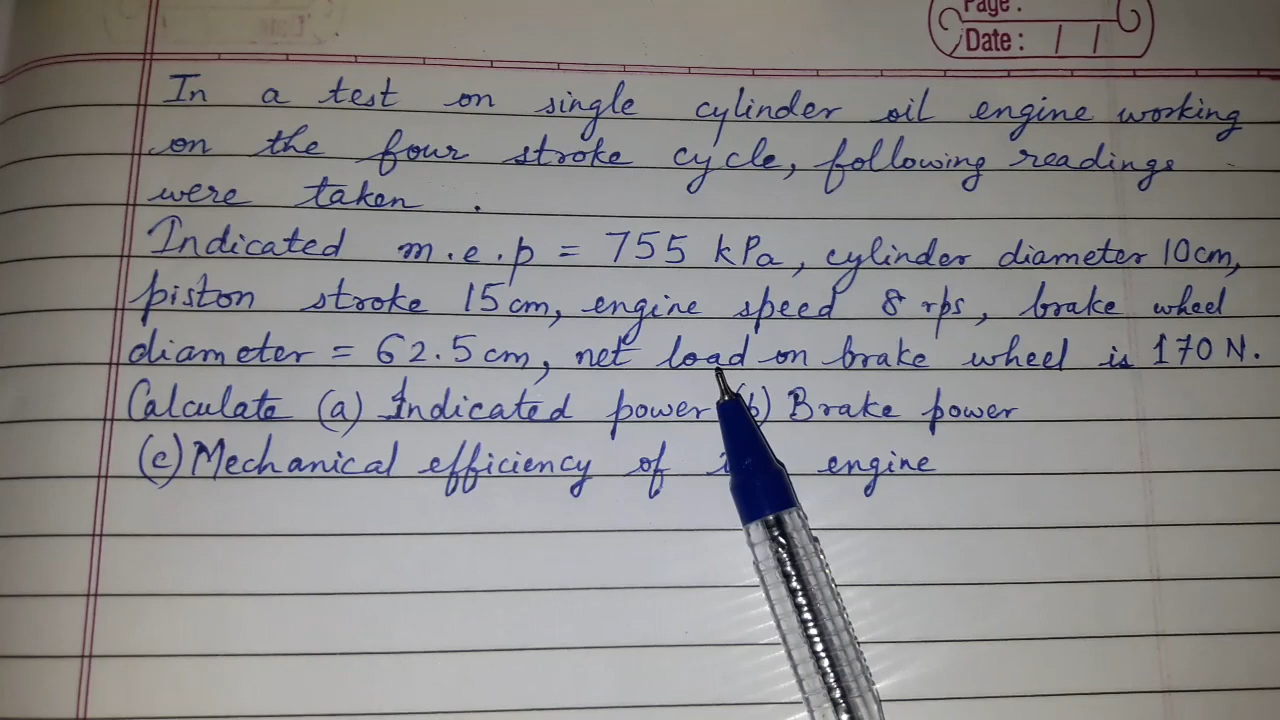 Page :
Date : / /
In a test on single cylinder oil engine working
on the four stroke cycle, following readings
were taken .
Indicated m.e.p = 755 kPa, cylinder diameter 10cm,
piston stroke 15cm, engine speed 8 rps, brake wheel
diameter = 62.5cm, net load on brake wheel is 170 N.
Calculate (a) Indicated power (b) Brake power
(c) Mechanical efficiency of engine